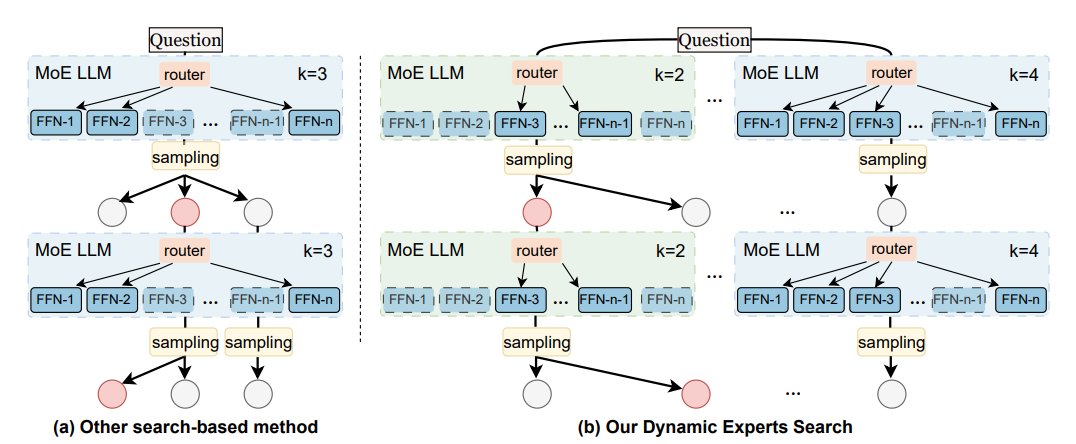 Question
MoE LLM router k=3
FFN-1 FFN-2 FFN-3 ... FFN-n-1 FFN-n
sampling
MoE LLM router k=3
FFN-1 FFN-2 FFN-3 ... FFN-n-1 FFN-n
sampling sampling
(a) Other search-based method
Question
MoE LLM router k=2 ... MoE LLM router k=4
FFN-1 FFN-2 FFN-3 ... FFN-n-1 FFN-n FFN-1 FFN-2 FFN-3 ... FFN-n-1 FFN-n
sampling sampling
...
MoE LLM router k=2 ... MoE LLM router k=4
FFN-1 FFN-2 FFN-3 ... FFN-n-1 FFN-n FFN-1 FFN-2 FFN-3 ... FFN-n-1 FFN-n
sampling sampling
...
(b) Our Dynamic Experts Search